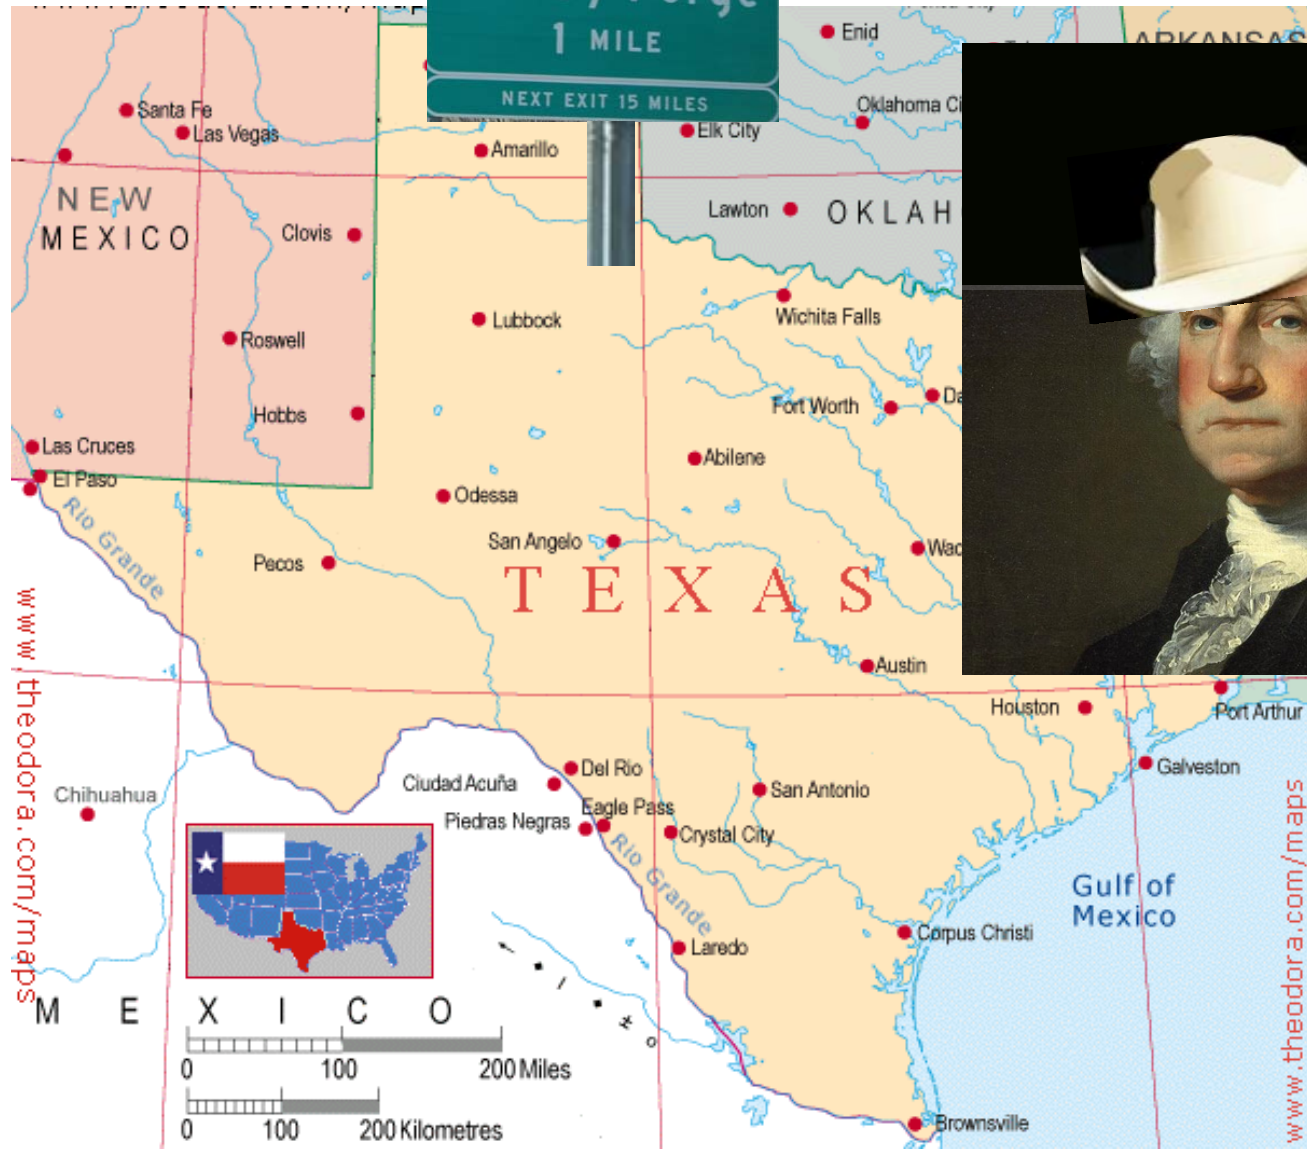 1 MILE
NEXT EXIT 15 MILES
Enid
ARKANSAS
Santa Fe
Las Vegas
Oklahoma Ci
Elk City
Amarillo
NEW
MEXICO
Lawton
OKLAH
Clovis
Lubbock
Wichita Falls
Roswell
Fort Worth
Da
Hobbs
Las Cruces
El Paso
Abilene
Odessa
Rio Grande
San Angelo
Wac
Pecos
TEXAS
Austin
Houston
Port Arthur
Del Rio
Ciudad Acuña
Galveston
San Antonio
Chihuahua
Eagle Pass
Piedras Negras
Crystal City
Rio Grande
Gulf of
Mexico
Corpus Christi
Laredo
MEXICO
0 100 200 Miles
0 100 200 Kilometres
Brownsville
www.theodora.com/maps
www.theodora.com/maps